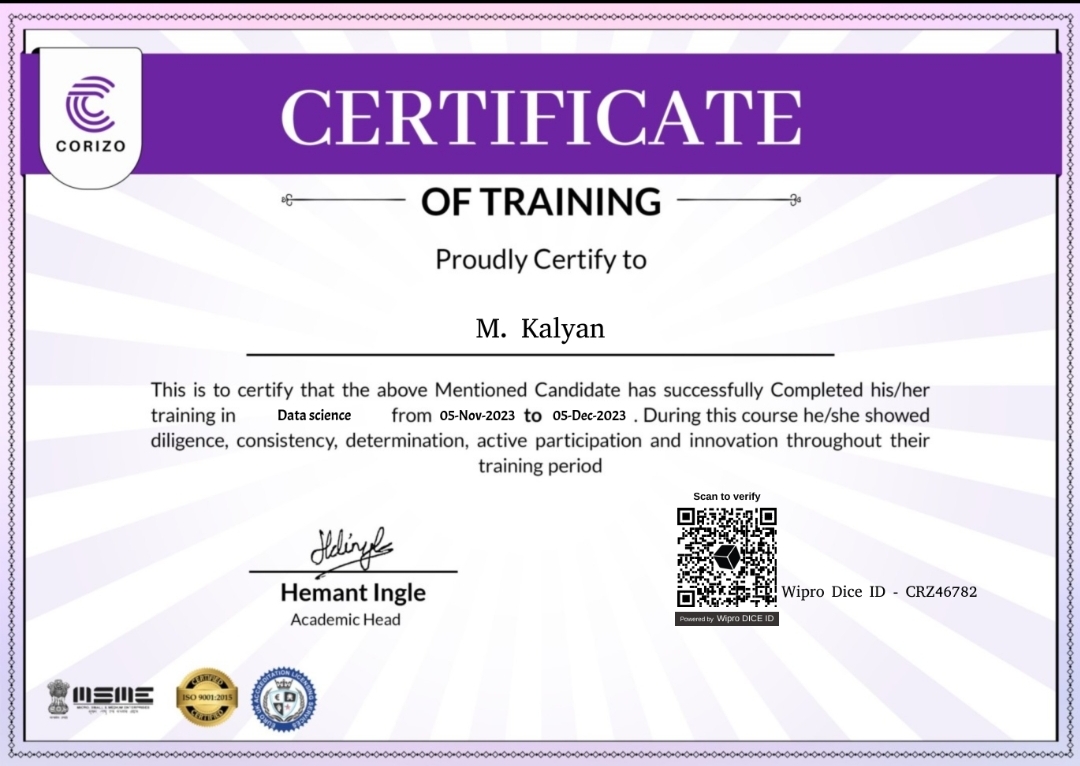 CORIZO
CERTIFICATE
OF TRAINING
Proudly Certify to
M. Kalyan
This is to certify that the above Mentioned Candidate has successfully Completed his/her
training in Data science from 05-Nov-2023 to 05-Dec-2023 . During this course he/she showed
diligence, consistency, determination, active participation and innovation throughout their
training period
Scan to verify
Hemant Ingle
Academic Head
Wipro Dice ID - CRZ46782
Powered by Wipro DICE ID
MSME
CERTIFIED
ISO 9001:2015
CERTIFIED